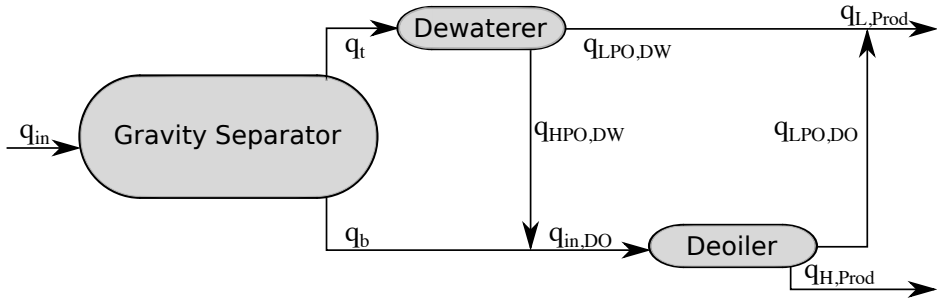 Dewaterer
q_L,Prod
q_t
q_LPO,DW
Gravity Separator
q_in
q_HPO,DW
q_LPO,DO
q_b
q_in,DO
Deoiler
q_H,Prod